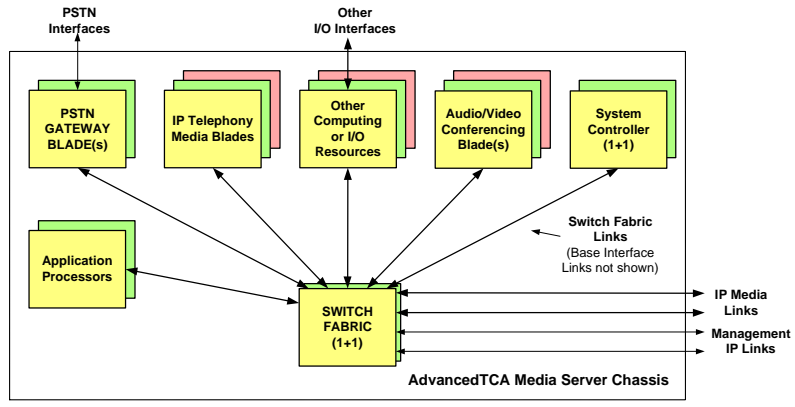 PSTN
Interfaces
Other
I/O Interfaces
PSTN
GATEWAY
BLADE(s)
IP Telephony
Media Blades
Other
Computing
or I/O
Resources
Audio/Video
Conferencing
Blade(s)
System
Controller
(1+1)
Application
Processors
Switch Fabric
Links
(Base Interface
Links not shown)
SWITCH
FABRIC
(1+1)
IP Media
Links
Management
IP Links
AdvancedTCA Media Server Chassis